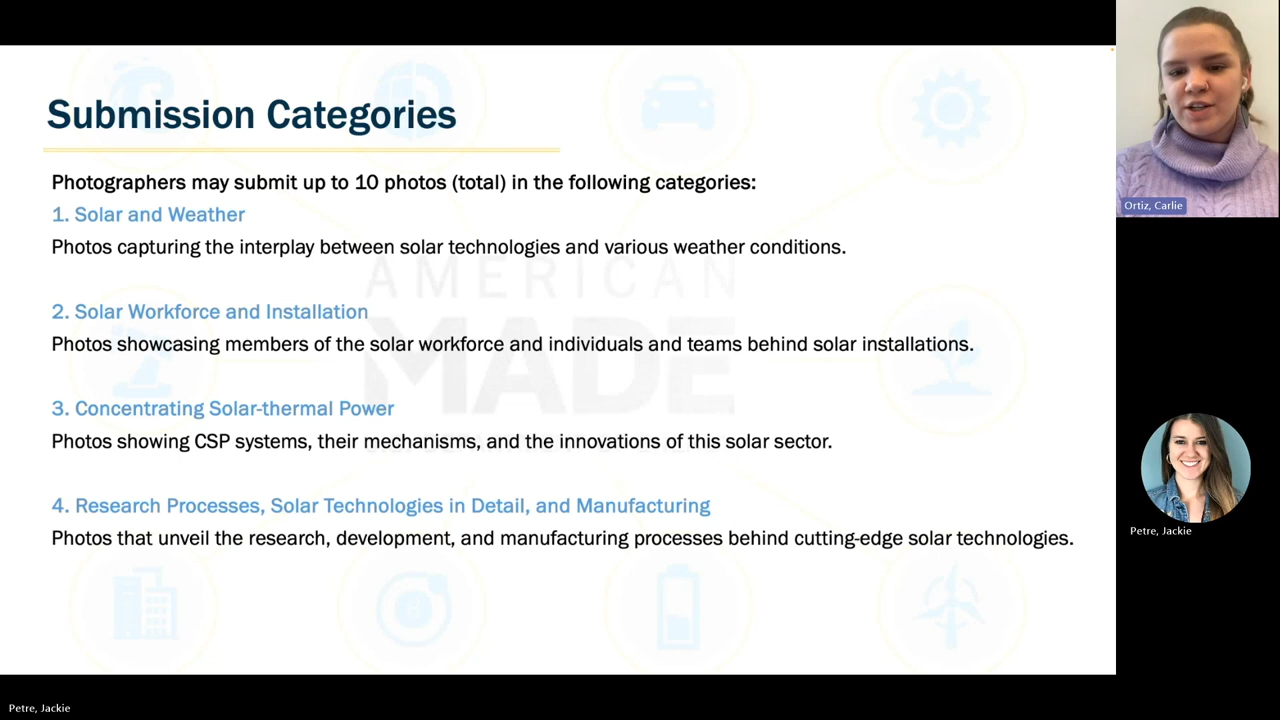 Submission Categories
Photographers may submit up to 10 photos (total) in the following categories:
1. Solar and Weather
Photos capturing the interplay between solar technologies and various weather conditions.
2. Solar Workforce and Installation
Photos showcasing members of the solar workforce and individuals and teams behind solar installations.
3. Concentrating Solar-thermal Power
Photos showing CSP systems, their mechanisms, and the innovations of this solar sector.
4. Research Processes, Solar Technologies in Detail, and Manufacturing
Photos that unveil the research, development, and manufacturing processes behind cutting-edge solar technologies.
AMERICAN
MADE
Ortiz, Carlie
Petre, Jackie
Petre, Jackie